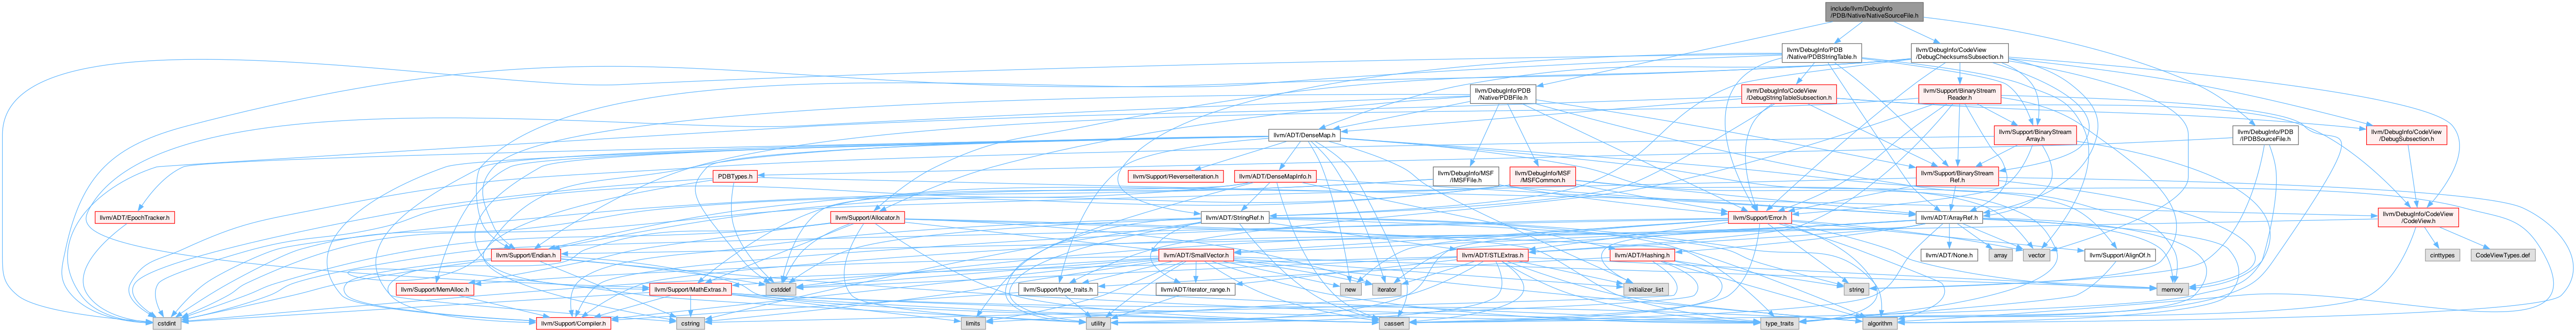 include/llvm/DebugInfo
/PDB/Native/NativeSourceFile.h
llvm/DebugInfo/PDB
/Native/PDBStringTable.h
llvm/DebugInfo/CodeView
/DebugChecksumsSubsection.h
llvm/DebugInfo/PDB
/Native/PDBFile.h
llvm/DebugInfo/CodeView
/DebugStringTableSubsection.h
llvm/Support/BinaryStream
Reader.h
llvm/ADT/DenseMap.h
llvm/Support/BinaryStream
Array.h
llvm/DebugInfo/PDB
/IPDBSourceFile.h
llvm/DebugInfo/CodeView
/DebugSubsection.h
PDBTypes.h
llvm/Support/ReverseIteration.h
llvm/ADT/DenseMapInfo.h
llvm/DebugInfo/MSF
/IMSFFile.h
llvm/DebugInfo/MSF
/MSFCommon.h
llvm/Support/BinaryStream
Ref.h
llvm/ADT/EpochTracker.h
llvm/Support/Allocator.h
llvm/ADT/StringRef.h
llvm/Support/Error.h
llvm/ADT/ArrayRef.h
llvm/DebugInfo/CodeView
/CodeView.h
llvm/Support/Endian.h
llvm/ADT/SmallVector.h
llvm/ADT/STLExtras.h
llvm/ADT/Hashing.h
llvm/ADT/None.h
array
vector
llvm/Support/AlignOf.h
cinttypes
CodeViewTypes.def
llvm/Support/MemAlloc.h
llvm/Support/MathExtras.h
cstddef
llvm/Support/type_traits.h
llvm/ADT/iterator_range.h
new
iterator
initializer_list
string
memory
cstdint
llvm/Support/Compiler.h
cstring
limits
utility
cassert
type_traits
algorithm